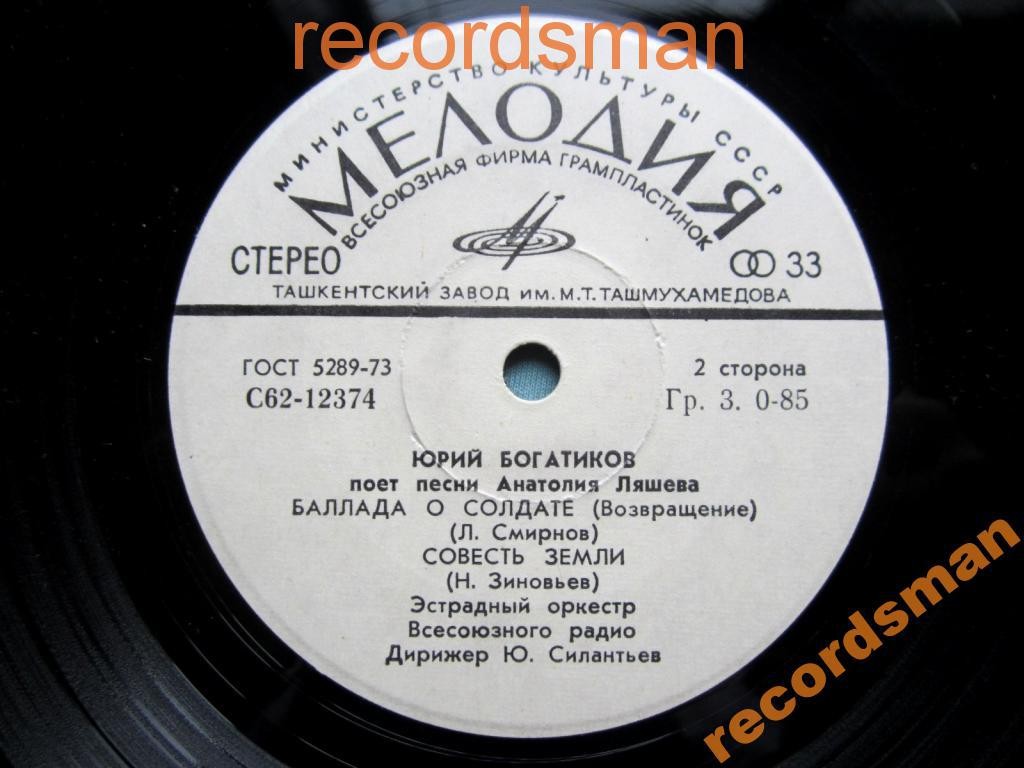 recordsman
МИНИСТЕРСТВО КУЛЬТУРЫ СССР
МЕЛОДИЯ
ВСЕСОЮЗНАЯ ФИРМА ГРАМПЛАСТИНОК
СТЕРЕО
33
ТАШКЕНТСКИЙ ЗАВОД ИМ. М.Т. ТАШМУХАМЕДОВА
ГОСТ 5289-73
2 сторона
С62-12374
Гр. 3. 0-85
ЮРИЙ БОГАТИКОВ
поет песни Анатолия Ляшева
БАЛЛАДА О СОЛДАТЕ (Возвращение)
(Л. Смирнов)
СОВЕСТЬ ЗЕМЛИ
(Н. Зиновьев)
Эстрадный оркестр
Всесоюзного радио
Дирижер Ю. Силантьев
recordsman